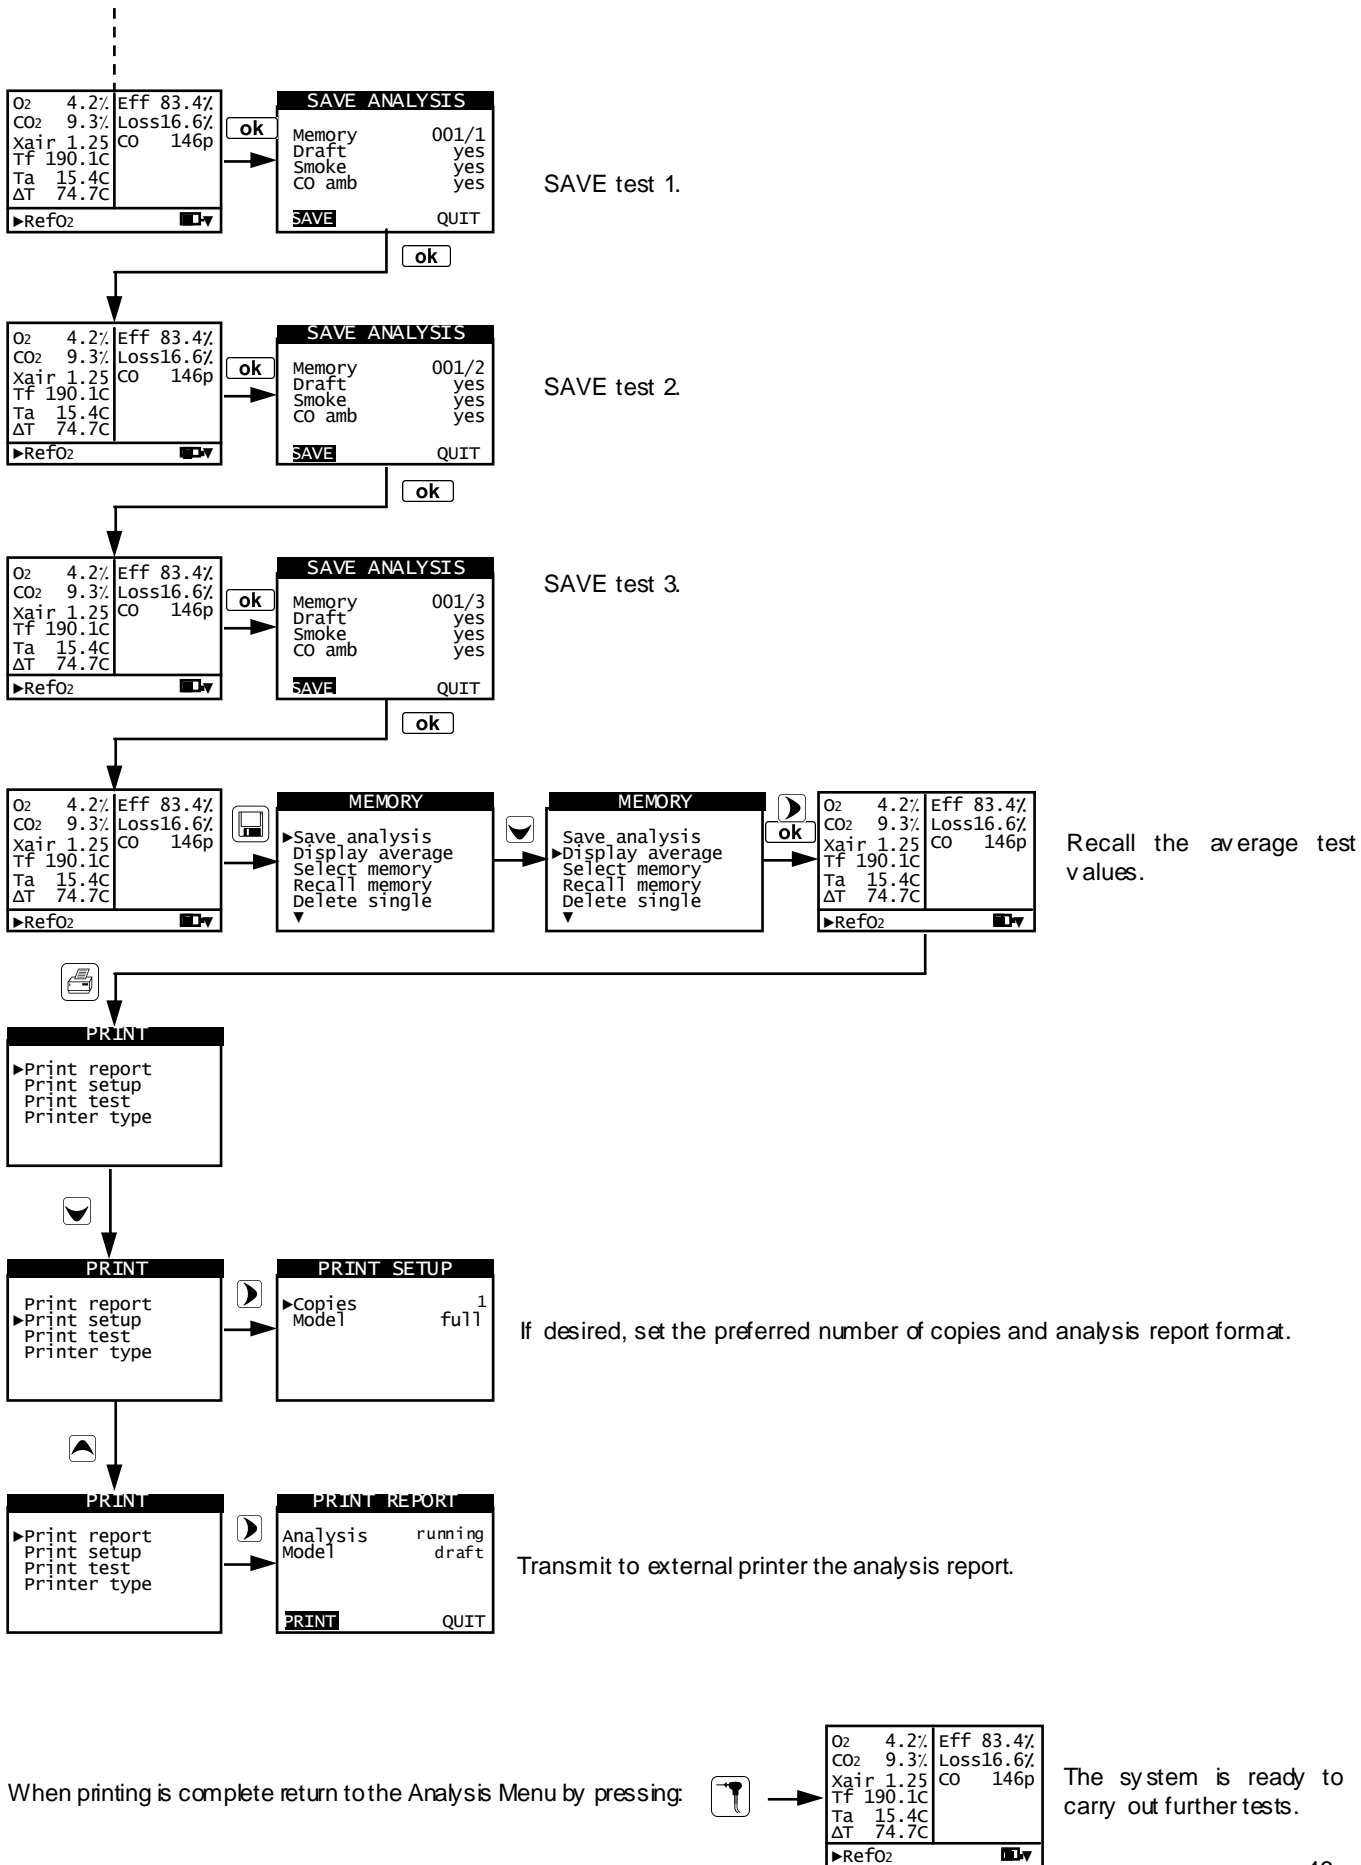 O2 4.2% Eff 83.4%
CO2 9.3% Loss16.6%
Xair 1.25 CO 146p
Tf 190.1C
Ta 15.4C
ΔT 74.7C
►RefO2 ▼
ok
SAVE ANALYSIS
Memory 001/1
Draft yes
Smoke yes
CO amb yes
SAVE QUIT
SAVE test 1.
ok
O2 4.2% Eff 83.4%
CO2 9.3% Loss16.6%
Xair 1.25 CO 146p
Tf 190.1C
Ta 15.4C
ΔT 74.7C
►RefO2 ▼
ok
SAVE ANALYSIS
Memory 001/2
Draft yes
Smoke yes
CO amb yes
SAVE QUIT
SAVE test 2.
ok
O2 4.2% Eff 83.4%
CO2 9.3% Loss16.6%
Xair 1.25 CO 146p
Tf 190.1C
Ta 15.4C
ΔT 74.7C
►RefO2 ▼
ok
SAVE ANALYSIS
Memory 001/3
Draft yes
Smoke yes
CO amb yes
SAVE QUIT
SAVE test 3.
ok
O2 4.2% Eff 83.4%
CO2 9.3% Loss16.6%
Xair 1.25 CO 146p
Tf 190.1C
Ta 15.4C
ΔT 74.7C
►RefO2 ▼
MEMORY
►Save analysis
Display average
Select memory
Recall memory
Delete single
▼
MEMORY
Save analysis
►Display average
Select memory
Recall memory
Delete single
▼
ok
O2 4.2% Eff 83.4%
CO2 9.3% Loss16.6%
Xair 1.25 CO 146p
Tf 190.1C
Ta 15.4C
ΔT 74.7C
►RefO2 ▼
Recall the average test
values.
PRINT
►Print report
Print setup
Print test
Printer type
PRINT
Print report
►Print setup
Print test
Printer type
PRINT SETUP
►Copies 1
Model full
If desired, set the preferred number of copies and analysis report format.
PRINT
►Print report
Print setup
Print test
Printer type
PRINT REPORT
Analysis running
Model draft
PRINT QUIT
Transmit to external printer the analysis report.
When printing is complete return to the Analysis Menu by pressing:
O2 4.2% Eff 83.4%
CO2 9.3% Loss16.6%
Xair 1.25 CO 146p
Tf 190.1C
Ta 15.4C
ΔT 74.7C
►RefO2 ▼
The system is ready to
carry out further tests.